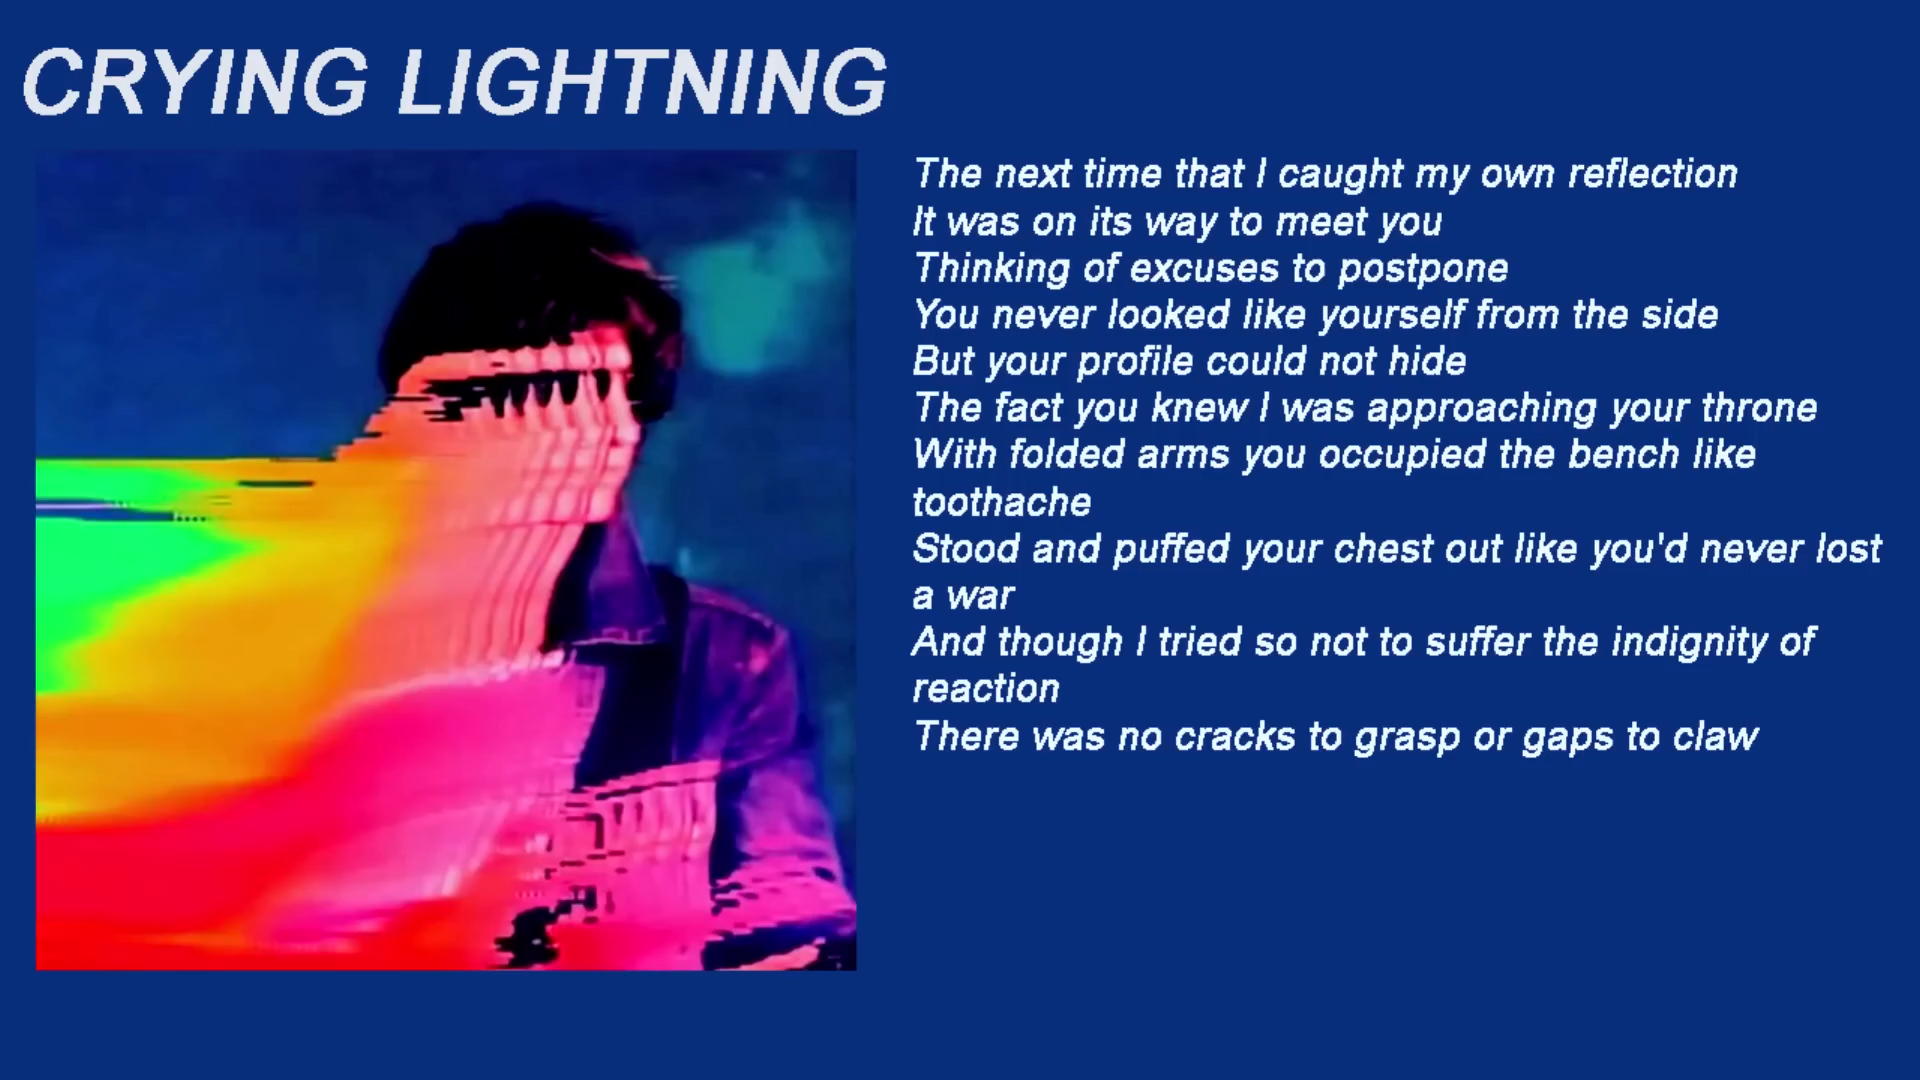 CRYING LIGHTNING
The next time that I caught my own reflection
It was on its way to meet you
Thinking of excuses to postpone
You never looked like yourself from the side
But your profile could not hide
The fact you knew I was approaching your throne
With folded arms you occupied the bench like
toothache
Stood and puffed your chest out like you'd never lost
a war
And though I tried so not to suffer the indignity of
reaction
There was no cracks to grasp or gaps to claw